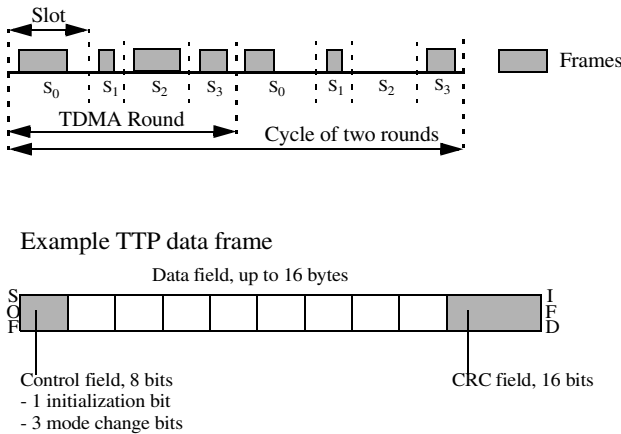 Slot
Frames
S0 S1 S2 S3 S0 S1 S2 S3
TDMA Round
Cycle of two rounds
Example TTP data frame
Data field, up to 16 bytes
SOF
IFD
Control field, 8 bits
- 1 initialization bit
- 3 mode change bits
CRC field, 16 bits